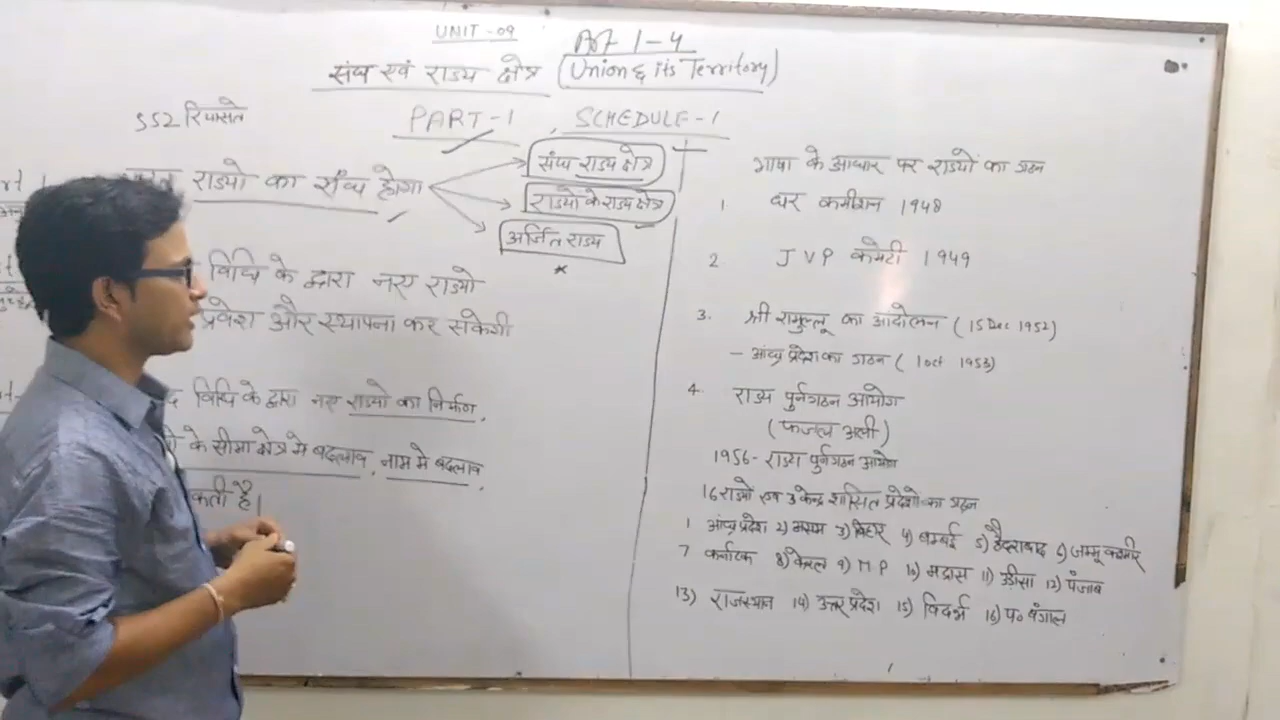 UNIT-09
Art 1-4
संघ एवं राज्य क्षेत्र (Union & its Territory)
552 रियासते
PART-1, SCHEDULE-1
राज्यो का संघ होगा
संघ राज्य क्षेत्र
राज्यो के राज्य क्षेत्र
अर्जित राज्य
विधि के द्वारा नए राज्यो
प्रवेश और स्थापना कर सकेगी
विधि के द्वारा नए राज्यो का निर्माण,
के सीमा क्षेत्र मे बदलाव, नाम मे बदलाव
है।
भाषा के आधार पर राज्यों का गठन
1 धर कमीशन 1948
2 JVP कमेटी 1949
3. श्री रामुल्लू का आंदोलन (15 Dec 1952)
- आंध्र प्रदेश का गठन (1 oct 1953)
4. राज्य पुर्नगठन आयोग
(फजल अली)
1956- राज्य पुर्नगठन आयोग
16 राज्यो एवं 3 केन्द्र शासित प्रदेशो का गठन
1 आंध्र प्रदेश 2) असम 3) बिहार 4) बम्बई 5) हैदराबाद 6) जम्मू कश्मीर
7 कर्नाटक 8) केरल 9) MP 10) मद्रास 11) उड़ीसा 12) पंजाब
13) राजस्थान 14) उत्तर प्रदेश 15) विदर्भ 16) प० बंगाल